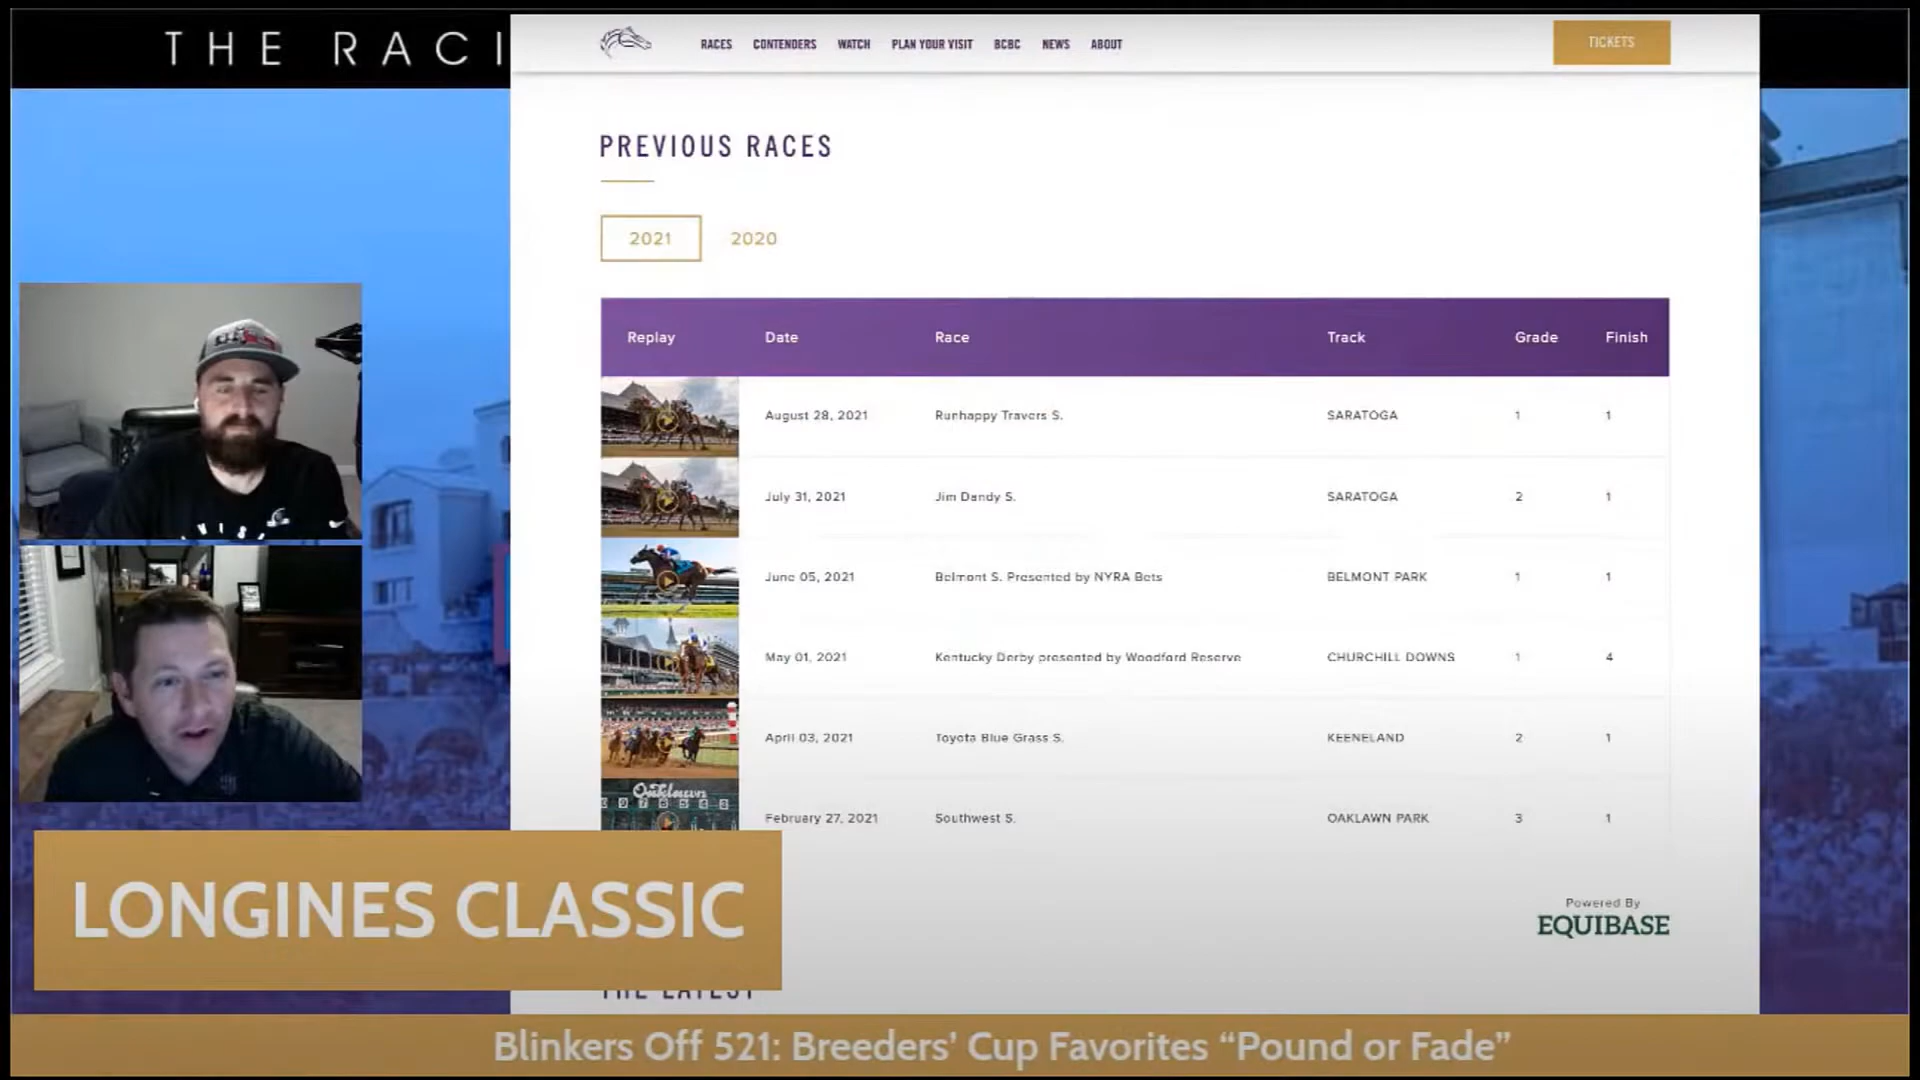 THE RACI
RACES CONTENDERS WATCH PLAN YOUR VISIT BCBC NEWS ABOUT TICKETS
PREVIOUS RACES
2021 2020
Replay Date Race Track Grade Finish
August 28, 2021 Runhappy Travers S. SARATOGA 1 1
July 31, 2021 Jim Dandy S. SARATOGA 2 1
June 05, 2021 Belmont S. Presented by NYRA Bets BELMONT PARK 1 1
May 01, 2021 Kentucky Derby presented by Woodford Reserve CHURCHILL DOWNS 1 4
April 03, 2021 Toyota Blue Grass S. KEENELAND 2 1
Oaklawn
February 27, 2021 Southwest S. OAKLAWN PARK 3 1
Powered By
EQUIBASE
LONGINES CLASSIC
THE LATEST
Blinkers Off 521: Breeders’ Cup Favorites “Pound or Fade”